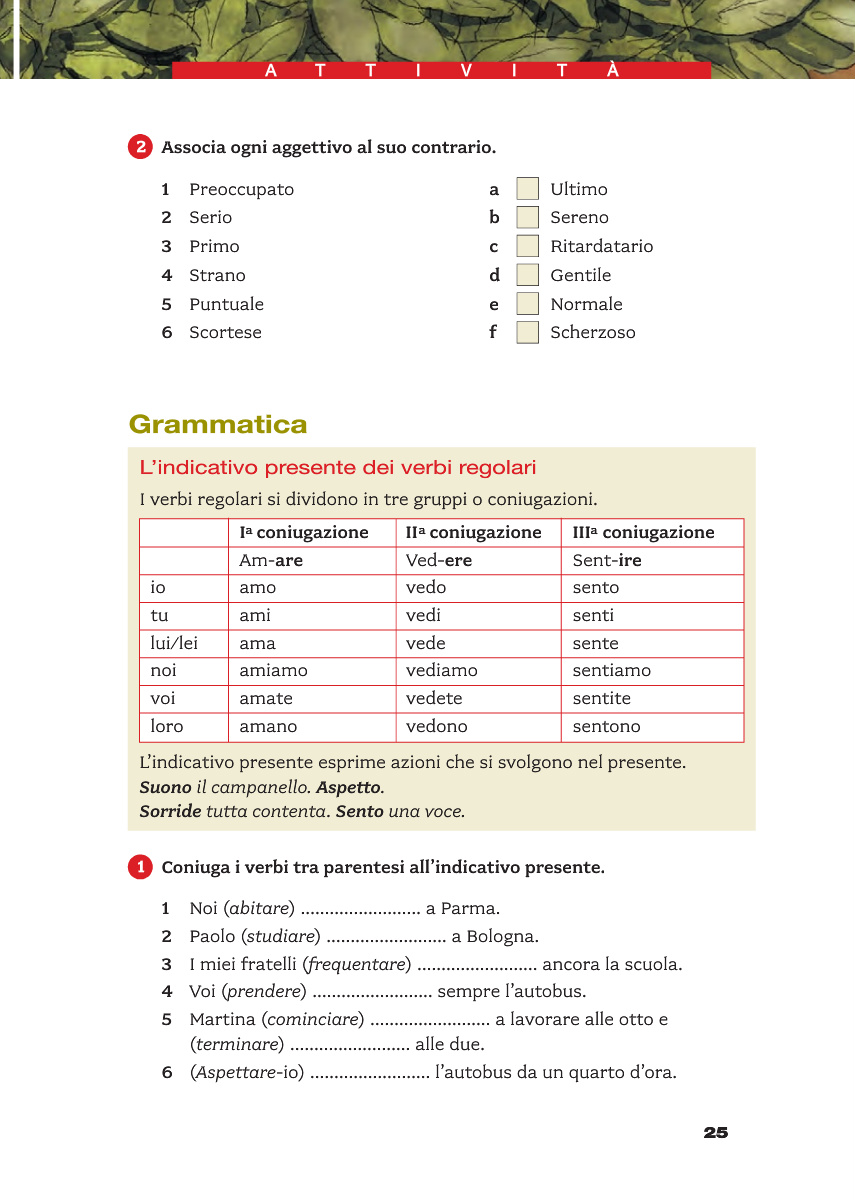 ATTIVITÀ
2 Associa ogni aggettivo al suo contrario.
1 Preoccupato a Ultimo
2 Serio b Sereno
3 Primo c Ritardatario
4 Strano d Gentile
5 Puntuale e Normale
6 Scortese f Scherzoso
Grammatica
L'indicativo presente dei verbi regolari
I verbi regolari si dividono in tre gruppi o coniugazioni.
Iª coniugazione IIª coniugazione IIIª coniugazione
Am-are Ved-ere Sent-ire
io amo vedo sento
tu ami vedi senti
lui/lei ama vede sente
noi amiamo vediamo sentiamo
voi amate vedete sentite
loro amano vedono sentono
L'indicativo presente esprime azioni che si svolgono nel presente.
Suono il campanello. Aspetto.
Sorride tutta contenta. Sento una voce.
1 Coniuga i verbi tra parentesi all'indicativo presente.
1 Noi (abitare) ......................... a Parma.
2 Paolo (studiare) ......................... a Bologna.
3 I miei fratelli (frequentare) ......................... ancora la scuola.
4 Voi (prendere) ......................... sempre l'autobus.
5 Martina (cominciare) ......................... a lavorare alle otto e
(terminare) ......................... alle due.
6 (Aspettare-io) ......................... l'autobus da un quarto d'ora.
25